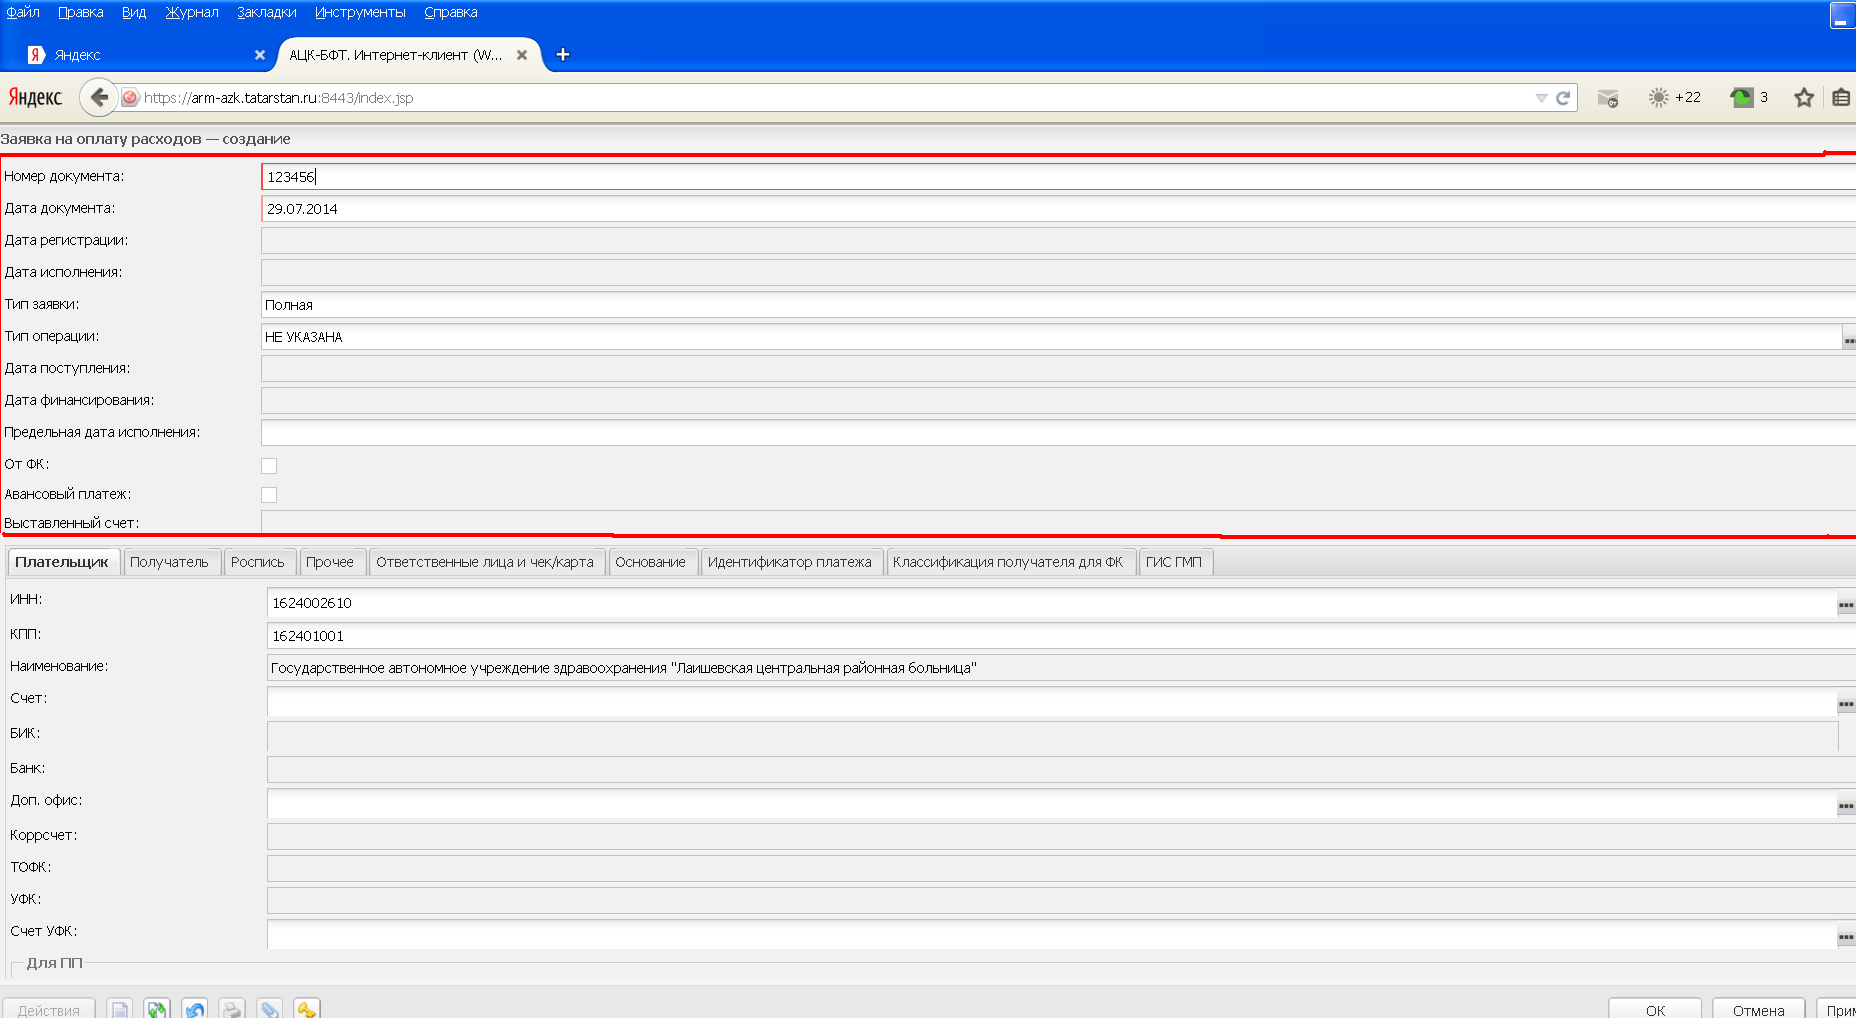 Файл Правка Вид Журнал Закладки Инструменты Справка
Я Яндекс АЦК-БФТ. Интернет-клиент (W...
Яндекс https://arm-azk.tatarstan.ru:8443/index.jsp +22 3
Заявка на оплату расходов — создание
Номер документа: 123456
Дата документа: 29.07.2014
Дата регистрации:
Дата исполнения:
Тип заявки: Полная
Тип операции: НЕ УКАЗАНА
Дата поступления:
Дата финансирования:
Предельная дата исполнения:
От ФК:
Авансовый платеж:
Выставленный счет:
Плательщик Получатель Роспись Прочее Ответственные лица и чек/карта Основание Идентификатор платежа Классификация получателя для ФК ГИС ГМП
ИНН: 1624002610
КПП: 162401001
Наименование: Государственное автономное учреждение здравоохранения "Лаишевская центральная районная больница"
Счет:
БИК:
Банк:
Доп. офис:
Коррсчет:
ТОФК:
УФК:
Счет УФК:
Для ПП
Действия ОК Отмена